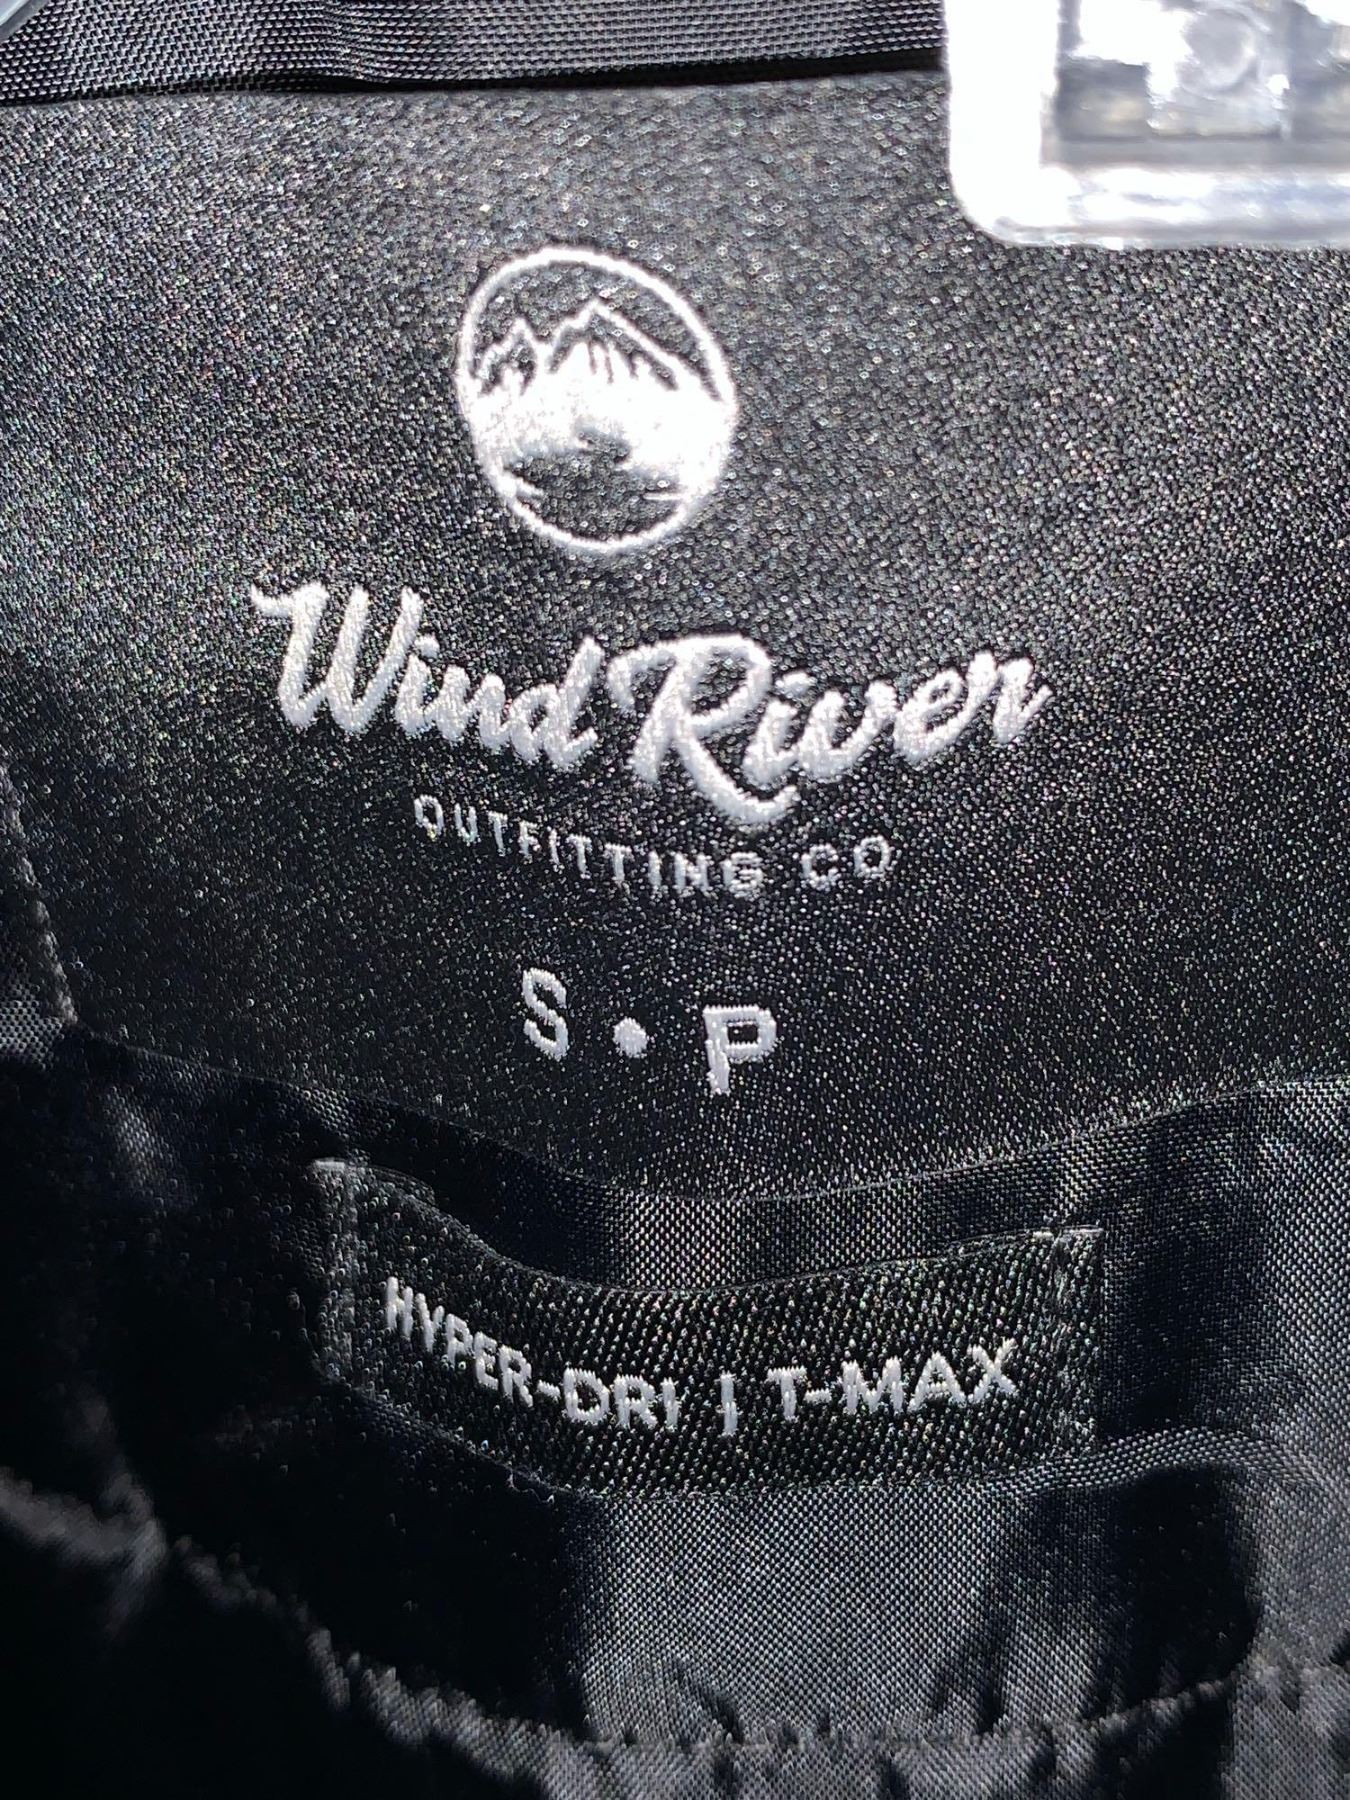 Wind River
OUTFITTING CO
S • P
HYPER-DRI | T-MAX